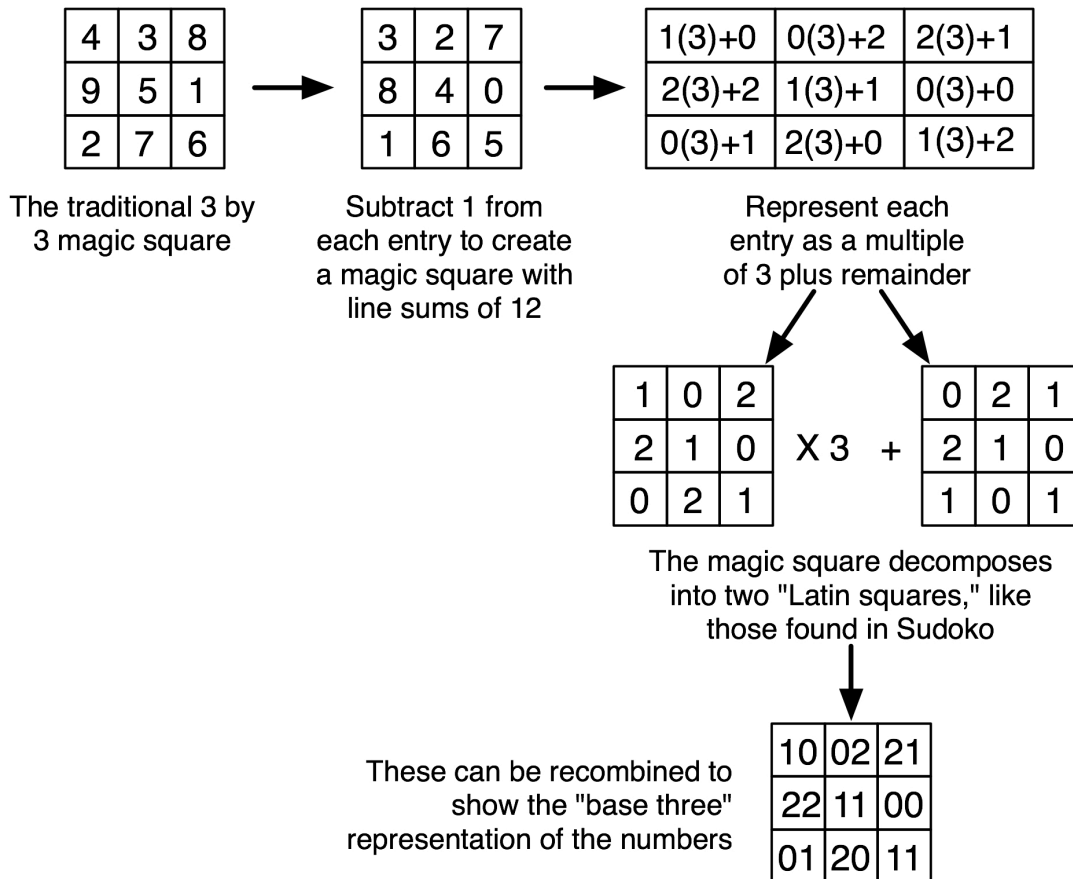 4 3 8
9 5 1
2 7 6
3 2 7
8 4 0
1 6 5
1(3)+0 0(3)+2 2(3)+1
2(3)+2 1(3)+1 0(3)+0
0(3)+1 2(3)+0 1(3)+2
The traditional 3 by
3 magic square
Subtract 1 from
each entry to create
a magic square with
line sums of 12
Represent each
entry as a multiple
of 3 plus remainder
1 0 2
2 1 0
0 2 1
X 3 +
0 2 1
2 1 0
1 0 1
The magic square decomposes
into two "Latin squares," like
those found in Sudoko
These can be recombined to
show the "base three"
representation of the numbers
10 02 21
22 11 00
01 20 11